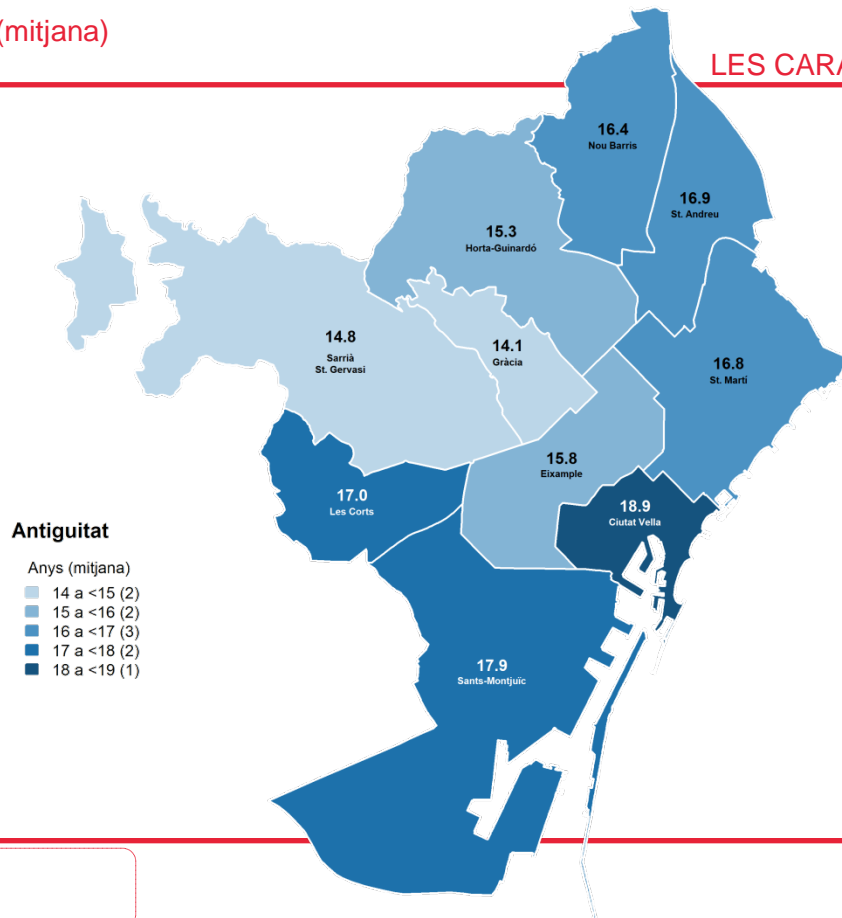 (mitjana)
LES CARA
16.4
Nou Barris
16.9
St. Andreu
15.3
Horta-Guinardó
14.8
Sarrià
St. Gervasi
14.1
Gràcia
16.8
St. Martí
15.8
Eixample
17.0
Les Corts
18.9
Ciutat Vella
17.9
Sants-Montjuïc
Antiguitat
Anys (mitjana)
14 a <15 (2)
15 a <16 (2)
16 a <17 (3)
17 a <18 (2)
18 a <19 (1)